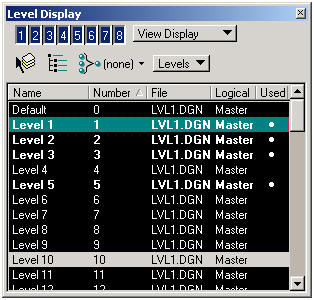 Level Display
1 2 3 4 5 6 7 8 View Display
(none) Levels
Name Number File Logical Used
Default 0 LVL1.DGN Master
Level 1 1 LVL1.DGN Master
Level 2 2 LVL1.DGN Master
Level 3 3 LVL1.DGN Master
Level 4 4 LVL1.DGN Master
Level 5 5 LVL1.DGN Master
Level 6 6 LVL1.DGN Master
Level 7 7 LVL1.DGN Master
Level 8 8 LVL1.DGN Master
Level 9 9 LVL1.DGN Master
Level 10 10 LVL1.DGN Master
Level 11 11 LVL1.DGN Master
Level 12 12 LVL1.DGN Master